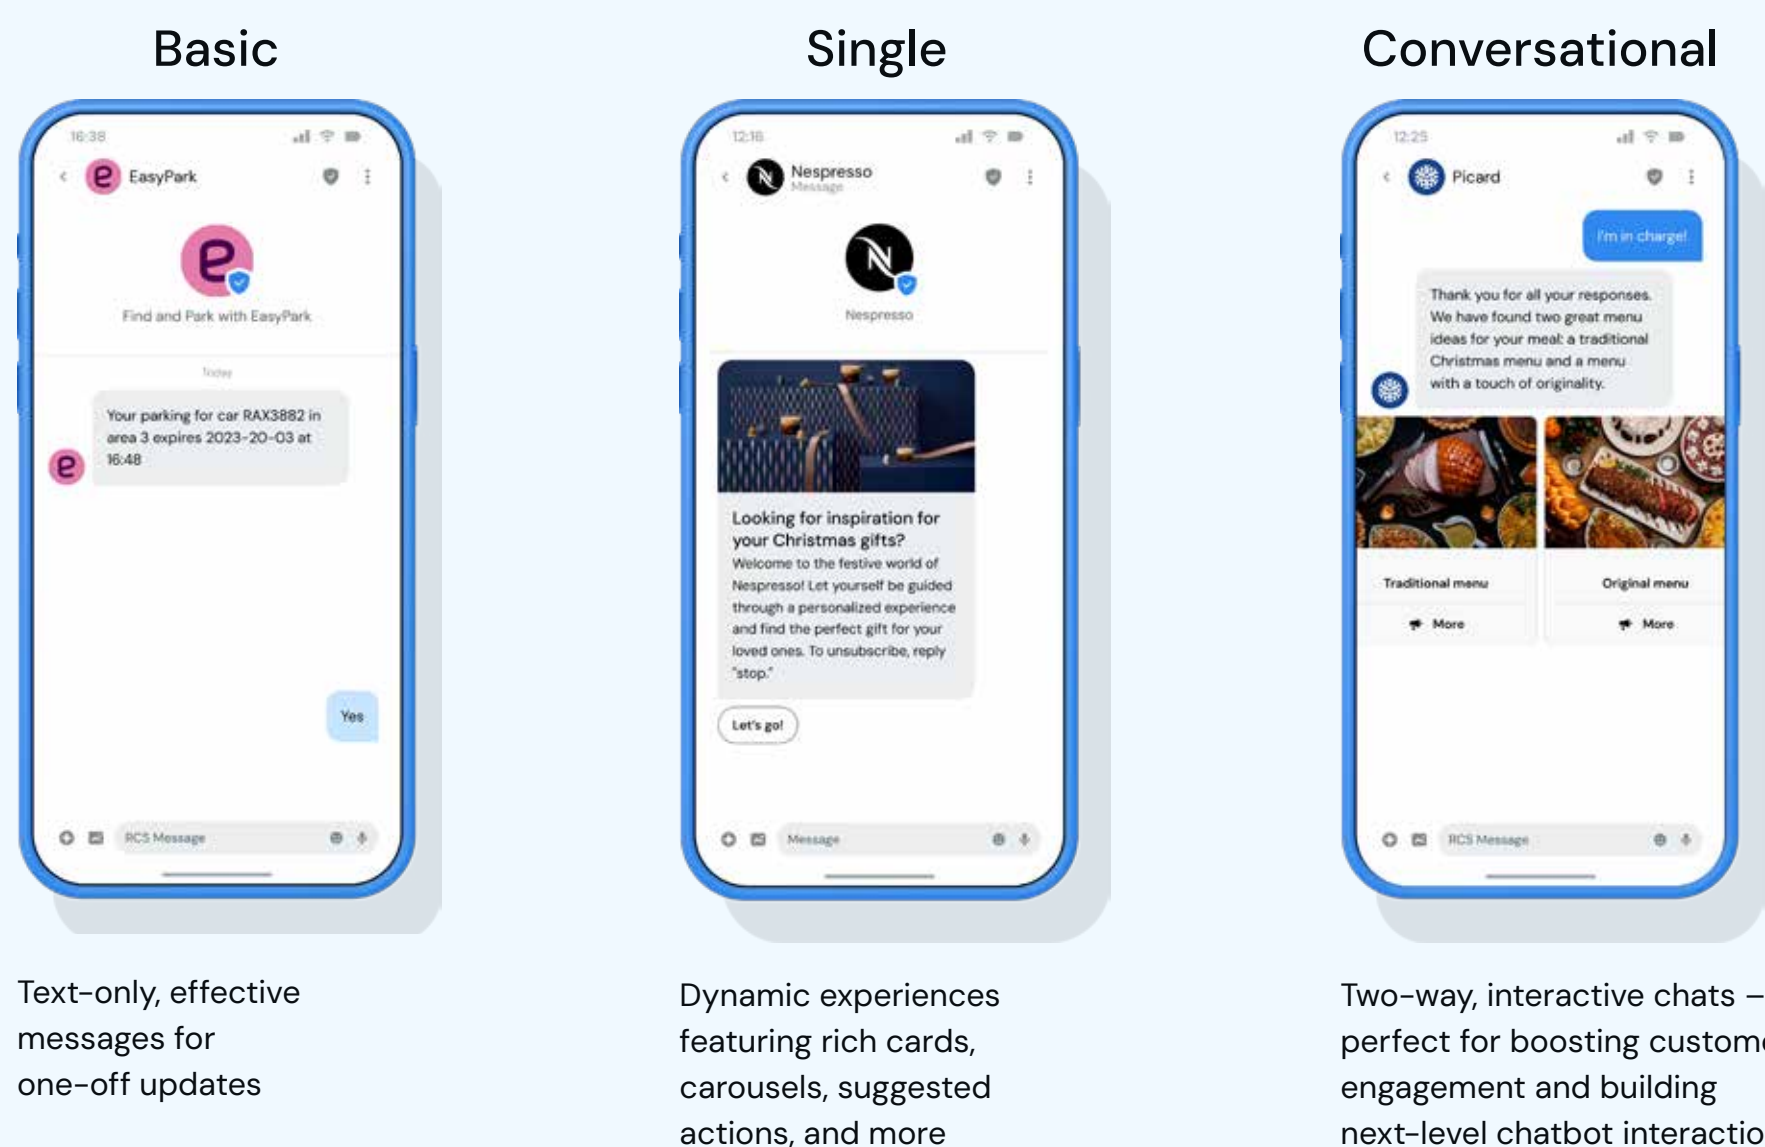 Basic
16:38
EasyPark
Find and Park with EasyPark
Today
Your parking for car RAX3882 in
area 3 expires 2023-20-03 at
16:48
Yes
RCS Message
Text-only, effective
messages for
one-off updates
Single
12:16
Nespresso
Message
Nespresso
Looking for inspiration for
your Christmas gifts?
Welcome to the festive world of
Nespresso! Let yourself be guided
through a personalized experience
and find the perfect gift for your
loved ones. To unsubscribe, reply
"stop."
Let's go!
Message
Dynamic experiences
featuring rich cards,
carousels, suggested
actions, and more
Conversational
12:25
Picard
I'm in charge!
Thank you for all your responses.
We have found two great menu
ideas for your meal: a traditional
Christmas menu and a menu
with a touch of originality.
Traditional menu
Original menu
More
More
RCS Message
Two-way, interactive chats –
perfect for boosting custome
engagement and building
next-level chatbot interactio